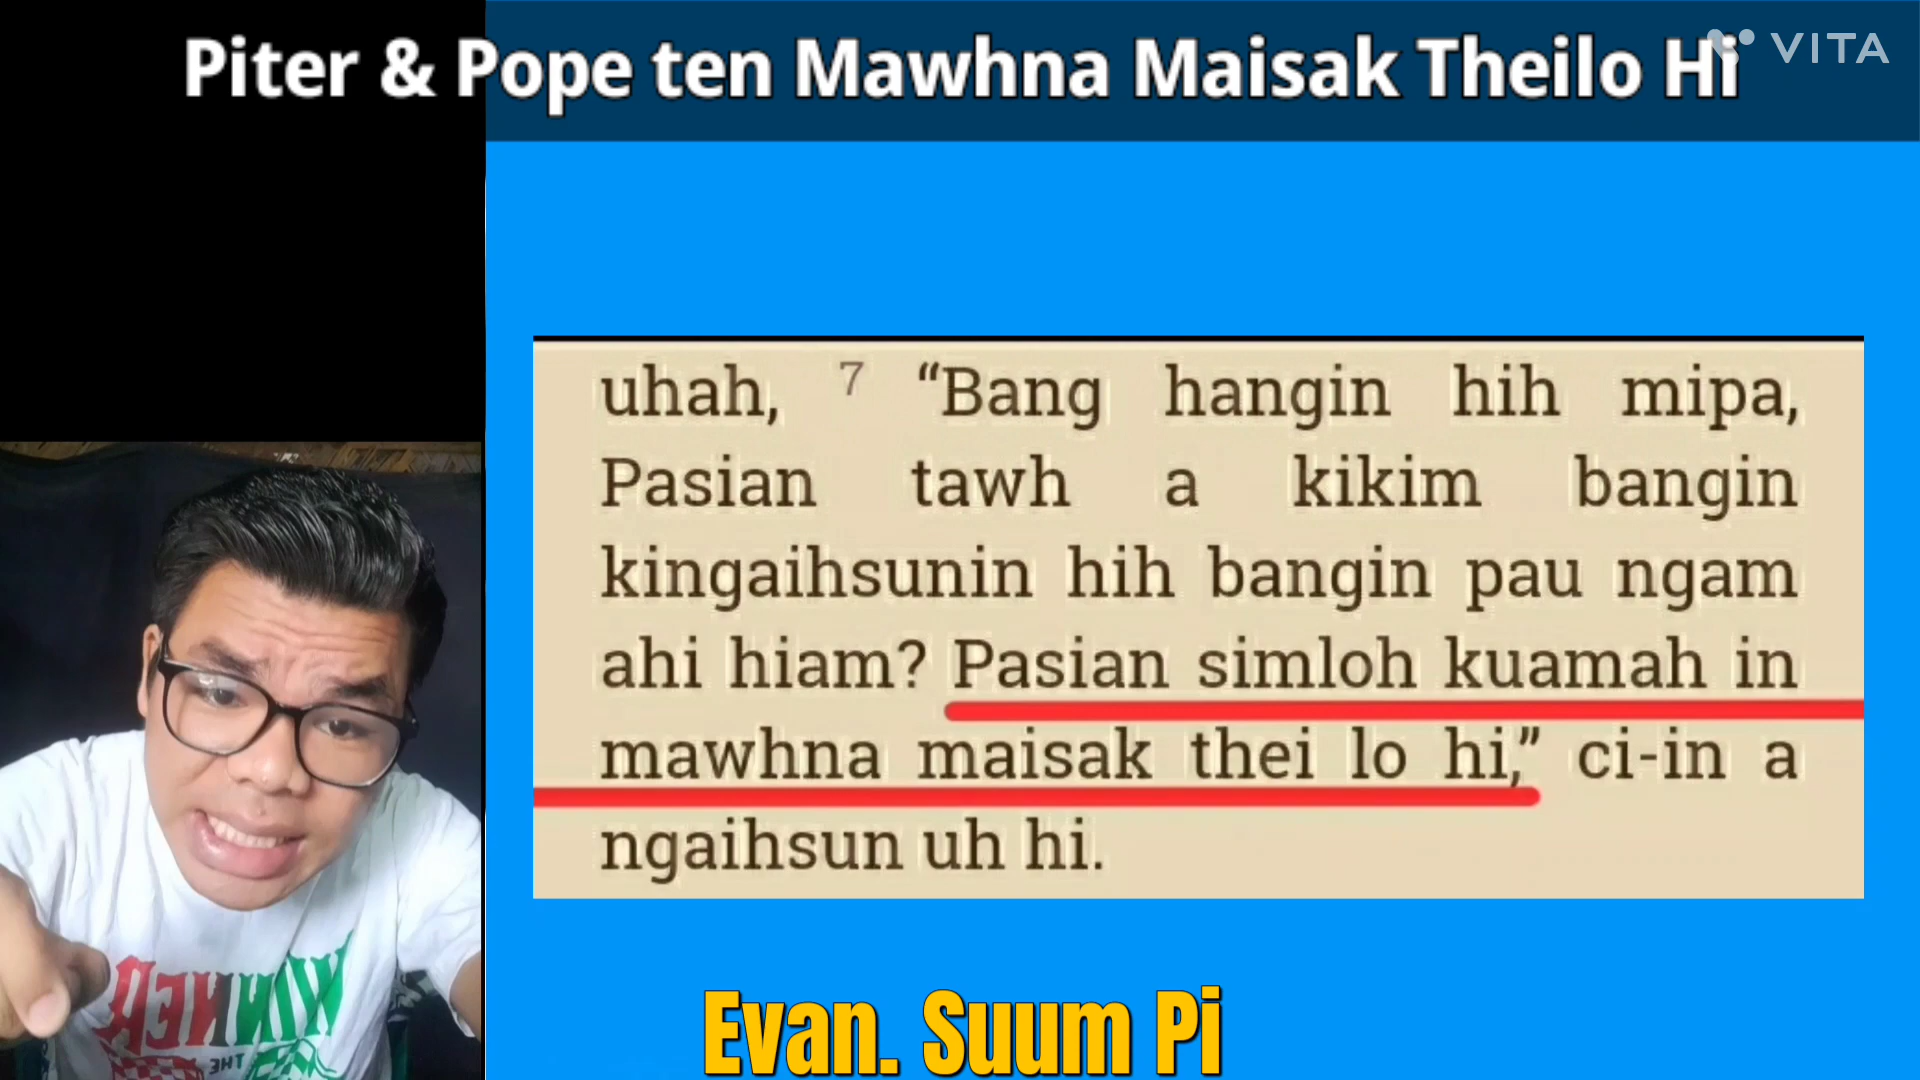 Piter & Pope ten Mawhna Maisak Theilo Hi
VITA
uhah, 7 “Bang hangin hih mipa,
Pasian tawh a kikim bangin
kingaihsunin hih bangin pau ngam
ahi hiam? Pasian simloh kuamah in
mawhna maisak thei lo hi,” ci-in a
ngaihsun uh hi.
WINNER
THE
Evan. Suum Pi